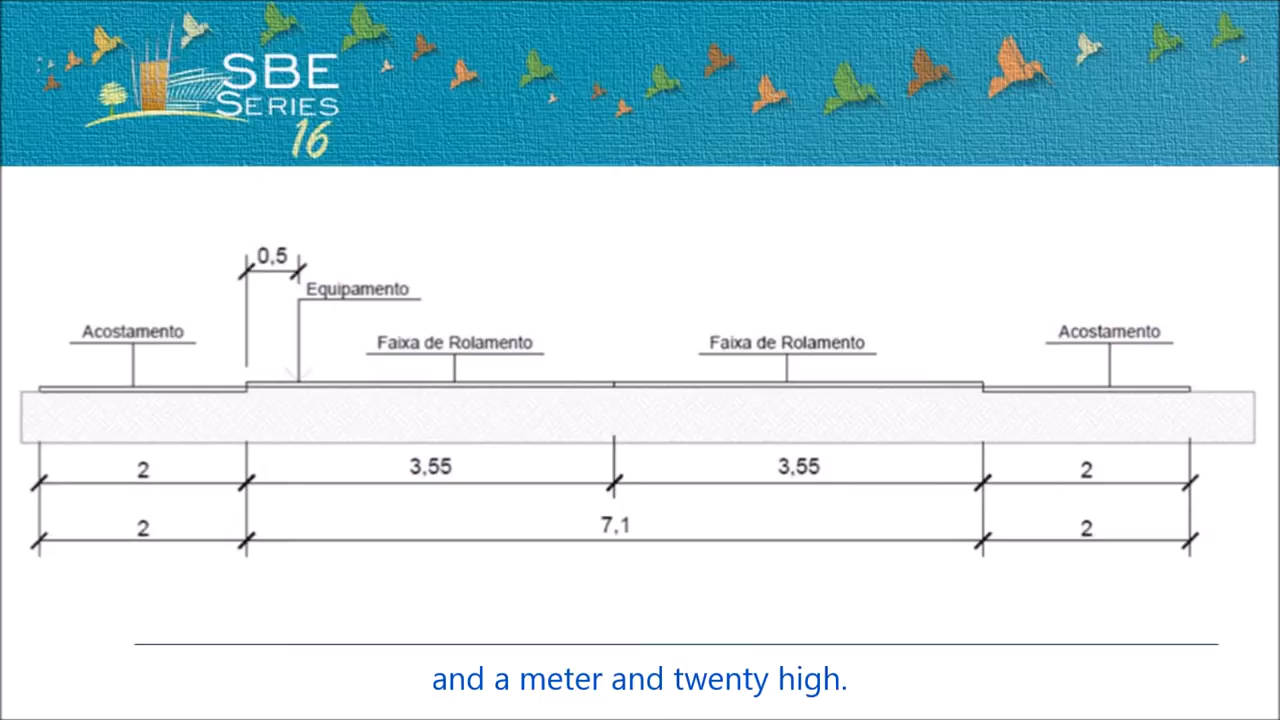 SBE
SERIES
16
0,5
Equipamento
Acostamento
Faixa de Rolamento
Faixa de Rolamento
Acostamento
2
3,55
3,55
2
2
7,1
2
and a meter and twenty high.